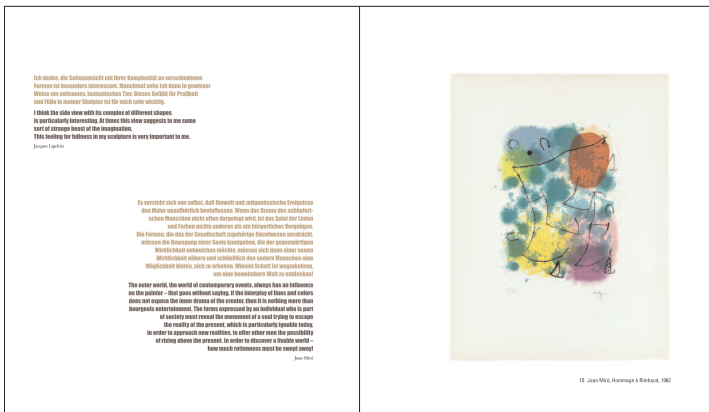 Ich denke, die Seitenansicht mit ihrer Komplexität an verschiedenen
Formen ist besonders interessant. Manchmal sehe ich dann in gewisser
Weise ein seltsames, fantastisches Tier. Dieses Gefühl für Prallheit
und Fülle in meiner Skulptur ist für mich sehr wichtig.
I think the side view with its complex of different shapes
is particularly interesting. At times this view suggests to me some
sort of strange beast of the imagination.
This feeling for fullness in my sculpture is very important to me.
Jacques Lipchitz
Es versteht sich von selbst, daß Umwelt und zeitgenössische Ereignisse
den Maler unaufhörlich beeinflussen. Wenn das Drama des schöpferi-
schen Menschen nicht offen dargelegt wird, ist das Spiel der Linien
und Farben nichts anderes als ein bürgerliches Vergnügen.
Die Formen, die das der Gesellschaft zugehörige Einzelwesen ausdrückt,
müssen die Bewegung einer Seele kundgeben, die der gegenwärtigen
Wirklichkeit entweichen möchte, müssen sich dann einer neuen
Wirklichkeit nähern und schließlich den andern Menschen eine
Möglichkeit bieten, sich zu erheben. Wieviel Schutt ist wegzukehren,
um eine bewohnbare Welt zu entdecken!
The outer world, the world of contemporary events, always has an influence
on the painter – that goes without saying. If the interplay of lines and colors
does not expose the inner drama of the creator, then it is nothing more than
bourgeois entertainment. The forms expressed by an individual who is part
of society must reveal the movement of a soul trying to escape
the reality of the present, which is particularly ignoble today,
in order to approach new realities, to offer other men the possibility
of rising above the present. In order to discover a livable world –
how much rottenness must be swept away!
Joan Miró
15 Joan Miró, Hommage à Rimbaud, 1962